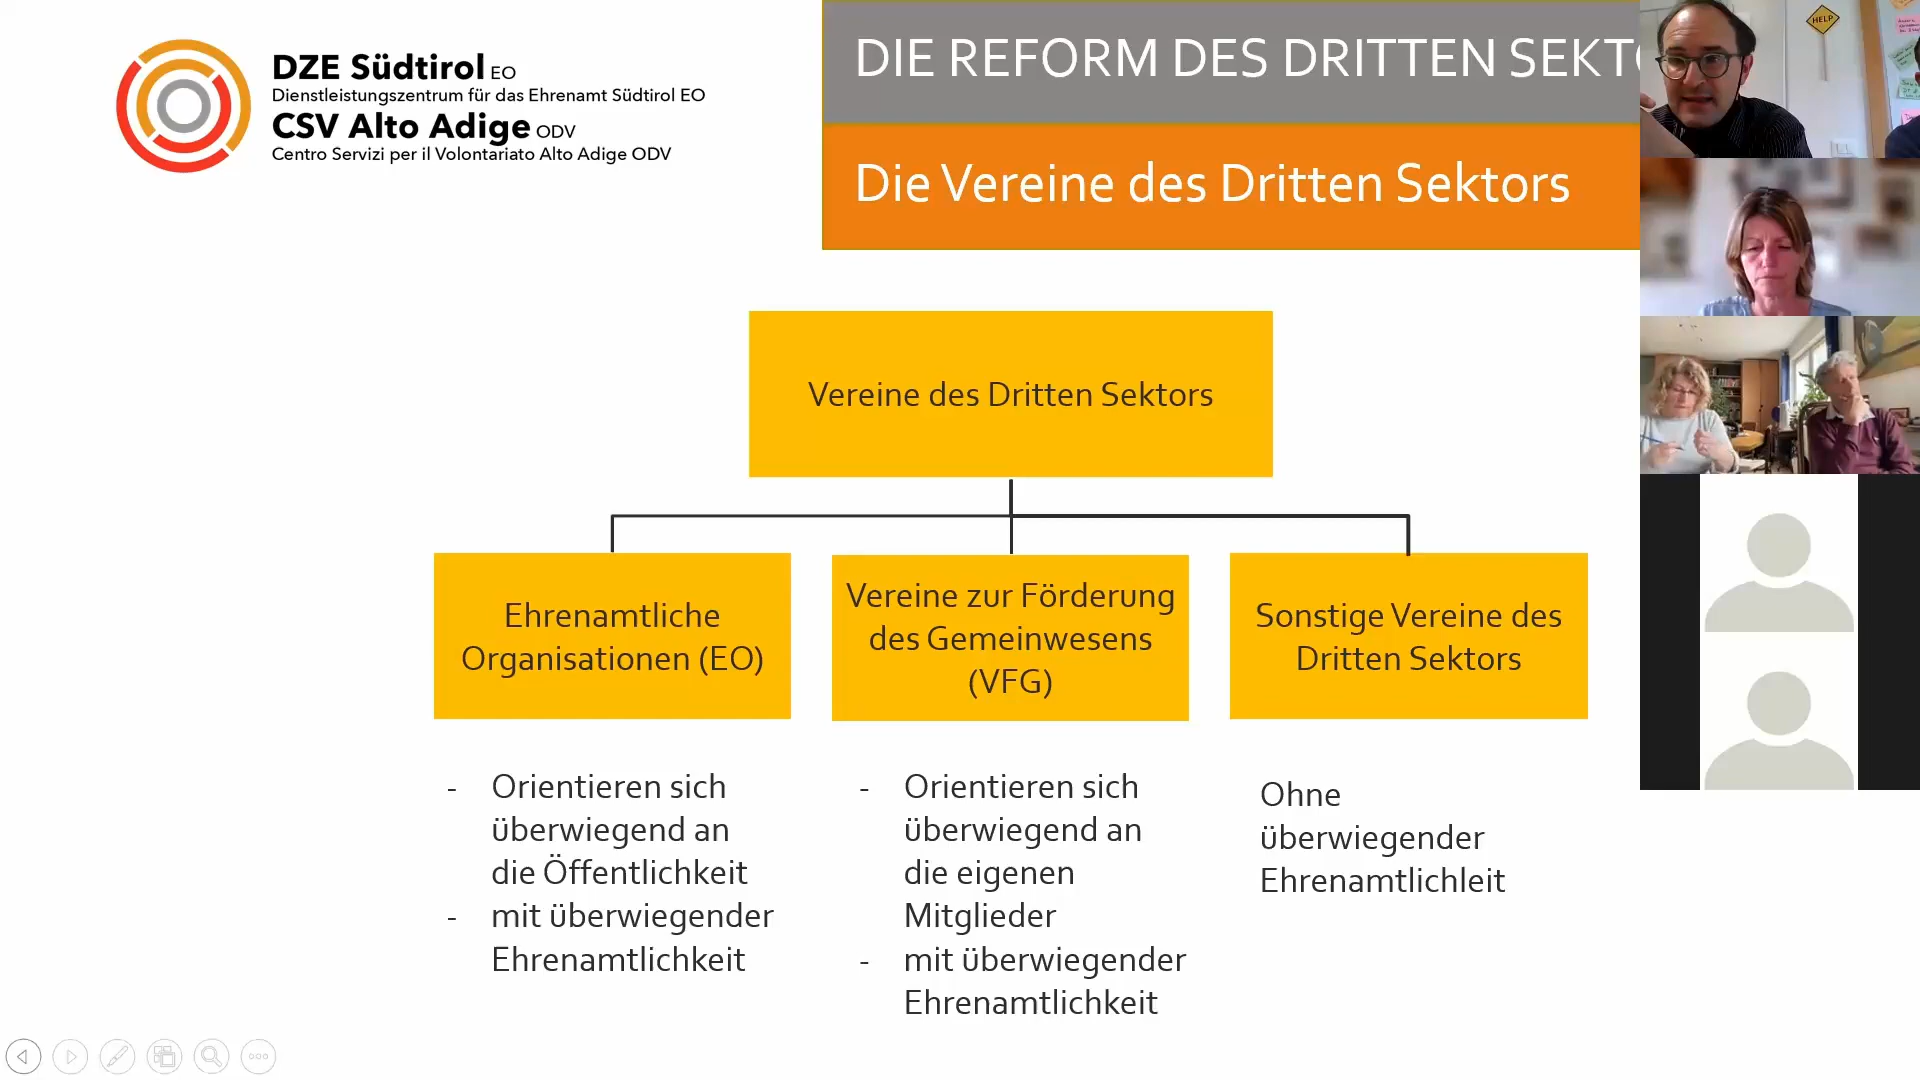 DZE Südtirol EO
Dienstleistungszentrum für das Ehrenamt Südtirol EO
CSV Alto Adige ODV
Centro Servizi per il Volontariato Alto Adige ODV
DIE REFORM DES DRITTEN
Die Vereine des Dritten Sektors
HELP
Vereine des Dritten Sektors
Ehrenamtliche
Organisationen (EO)
Vereine zur Förderung
des Gemeinwesens
(VFG)
Sonstige Vereine des
Dritten Sektors
- Orientieren sich
überwiegend an
die Öffentlichkeit
- mit überwiegender
Ehrenamtlichkeit
- Orientieren sich
überwiegend an
die eigenen
Mitglieder
- mit überwiegender
Ehrenamtlichkeit
Ohne
überwiegender
Ehrenamtlichleit